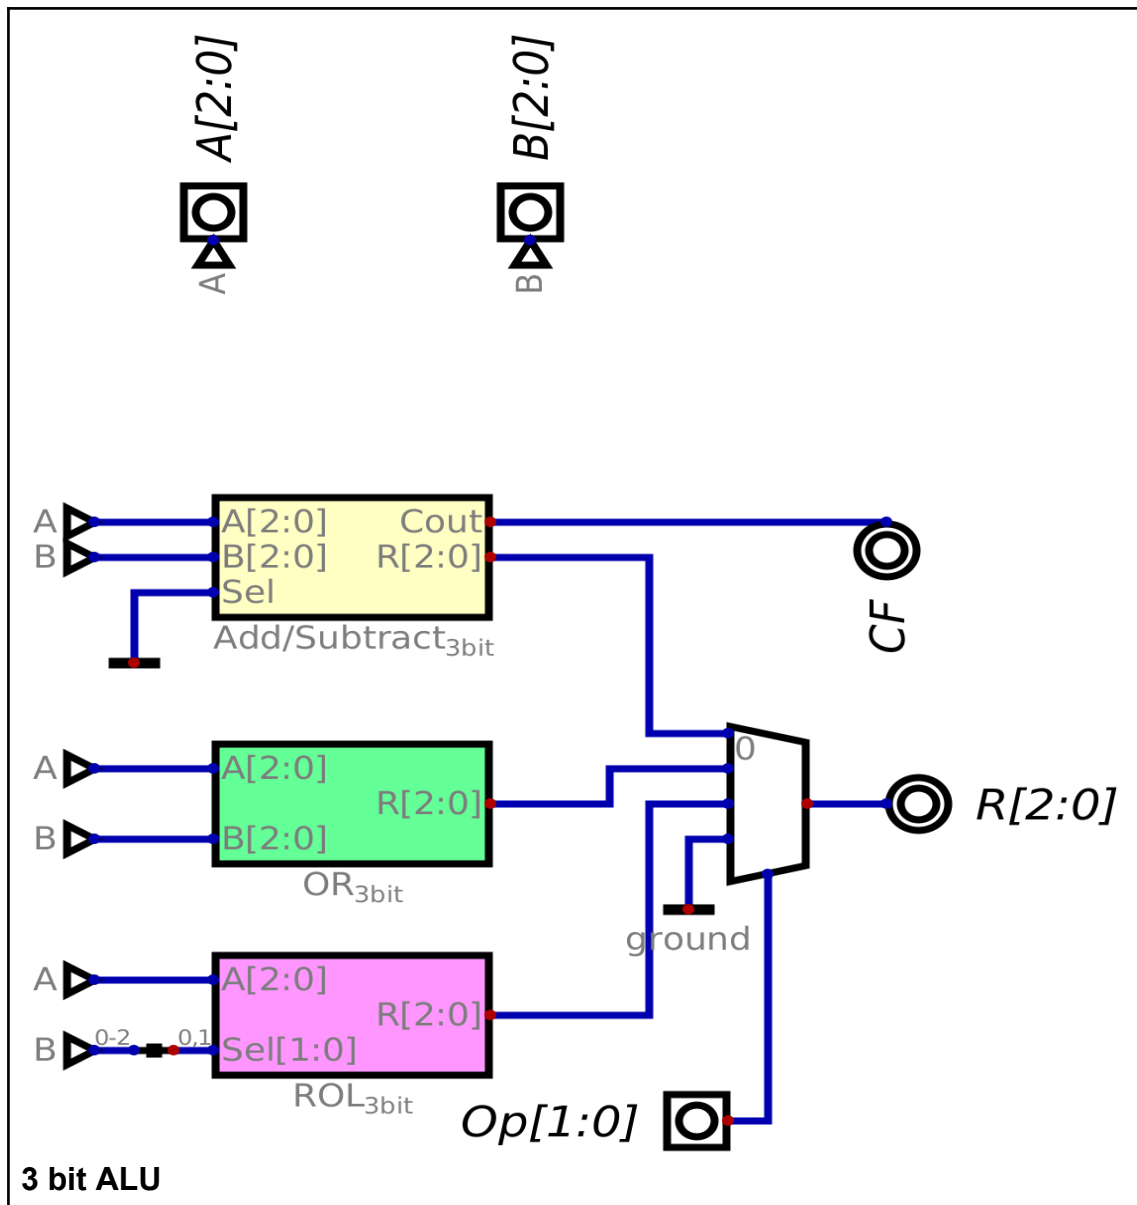 A[2:0]
B[2:0]
A
B
A
B
A[2:0]
B[2:0]
Sel
Cout
R[2:0]
Add/Subtract3bit
CF
A
B
A[2:0]
B[2:0]
R[2:0]
OR3bit
0
R[2:0]
ground
A
B
0-2
0,1
A[2:0]
Sel[1:0]
R[2:0]
ROL3bit
Op[1:0]
3 bit ALU